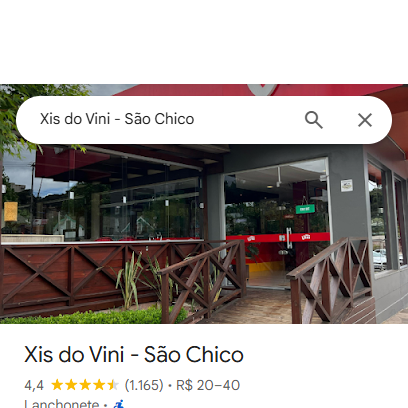 Xis do Vini - São Chico
Xis do Vini - São Chico
4,4 (1.165) • R$ 20–40
Lanchonete •